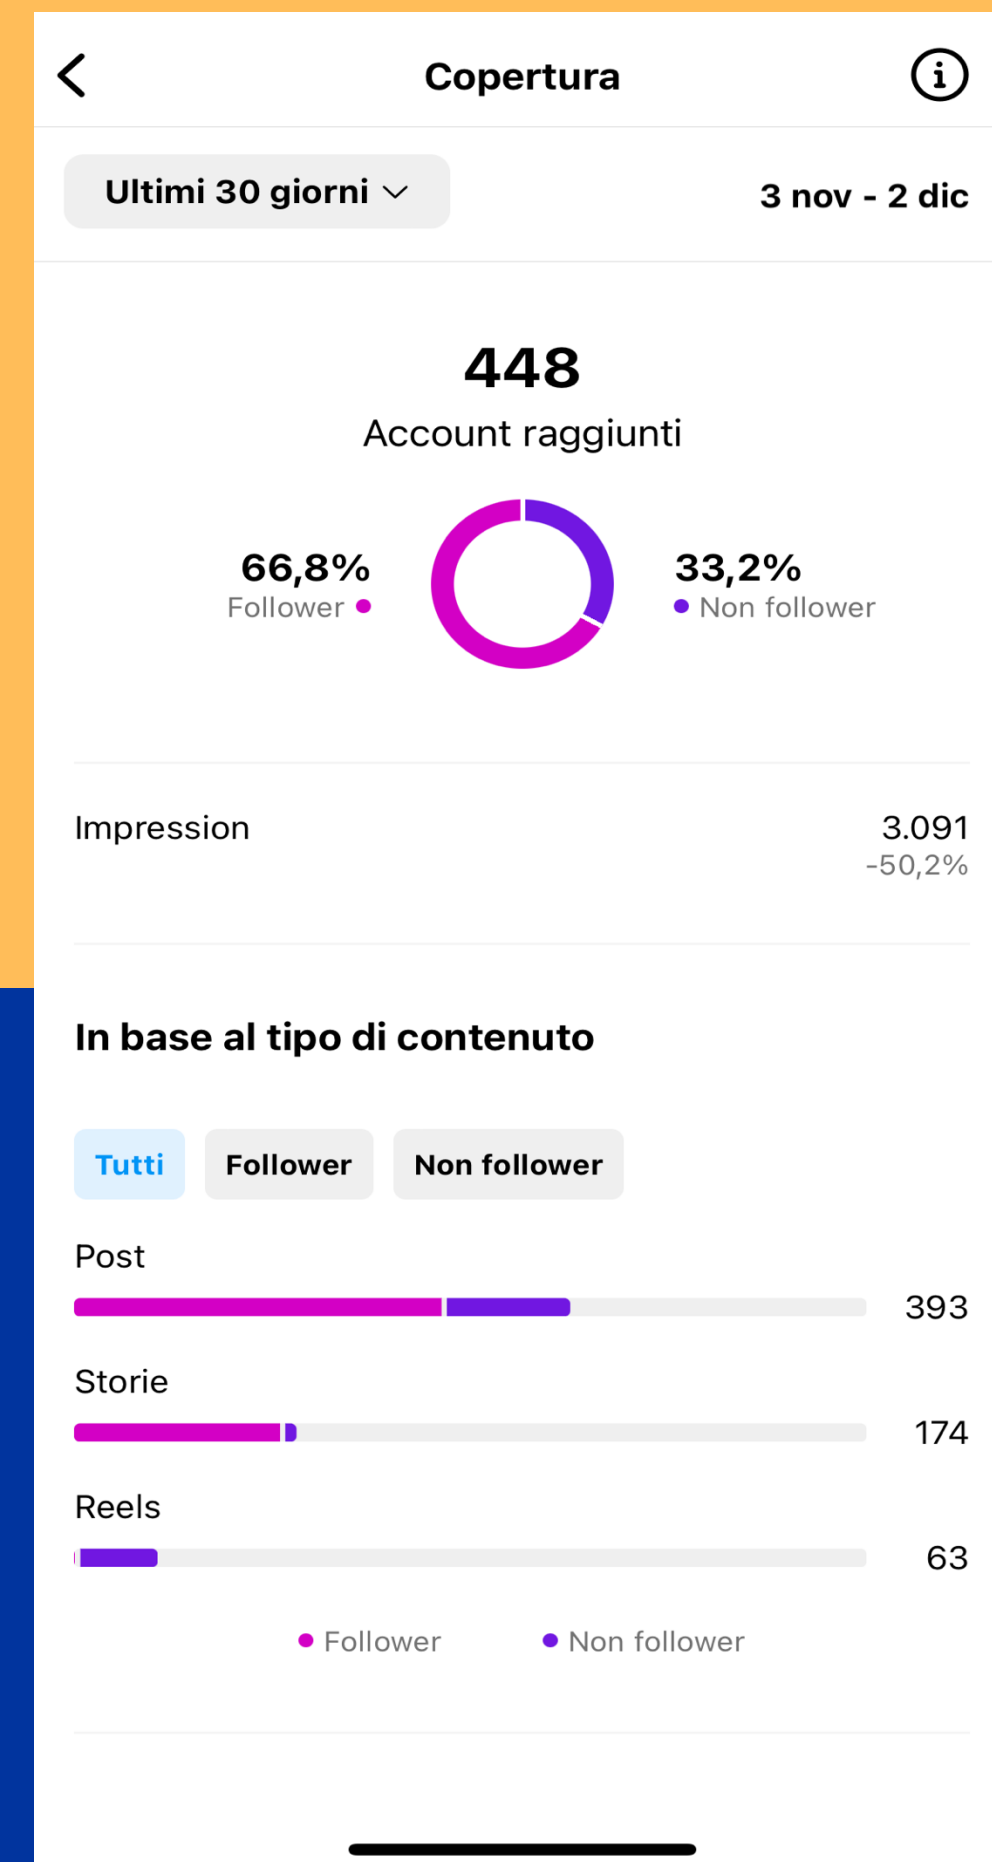 Copertura
Ultimi 30 giorni
3 nov - 2 dic
448
Account raggiunti
66,8%
Follower
33,2%
Non follower
Impression
3.091
-50,2%
In base al tipo di contenuto
Tutti
Follower
Non follower
Post
393
Storie
174
Reels
63
Follower
Non follower